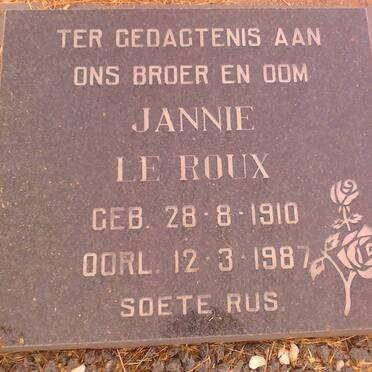 TER GEDAGTENIS AAN
ONS BROER EN OOM
JANNIE
LE ROUX
GEB. 28-8-1910
OORL. 12-3-1987
SOETE RUS.